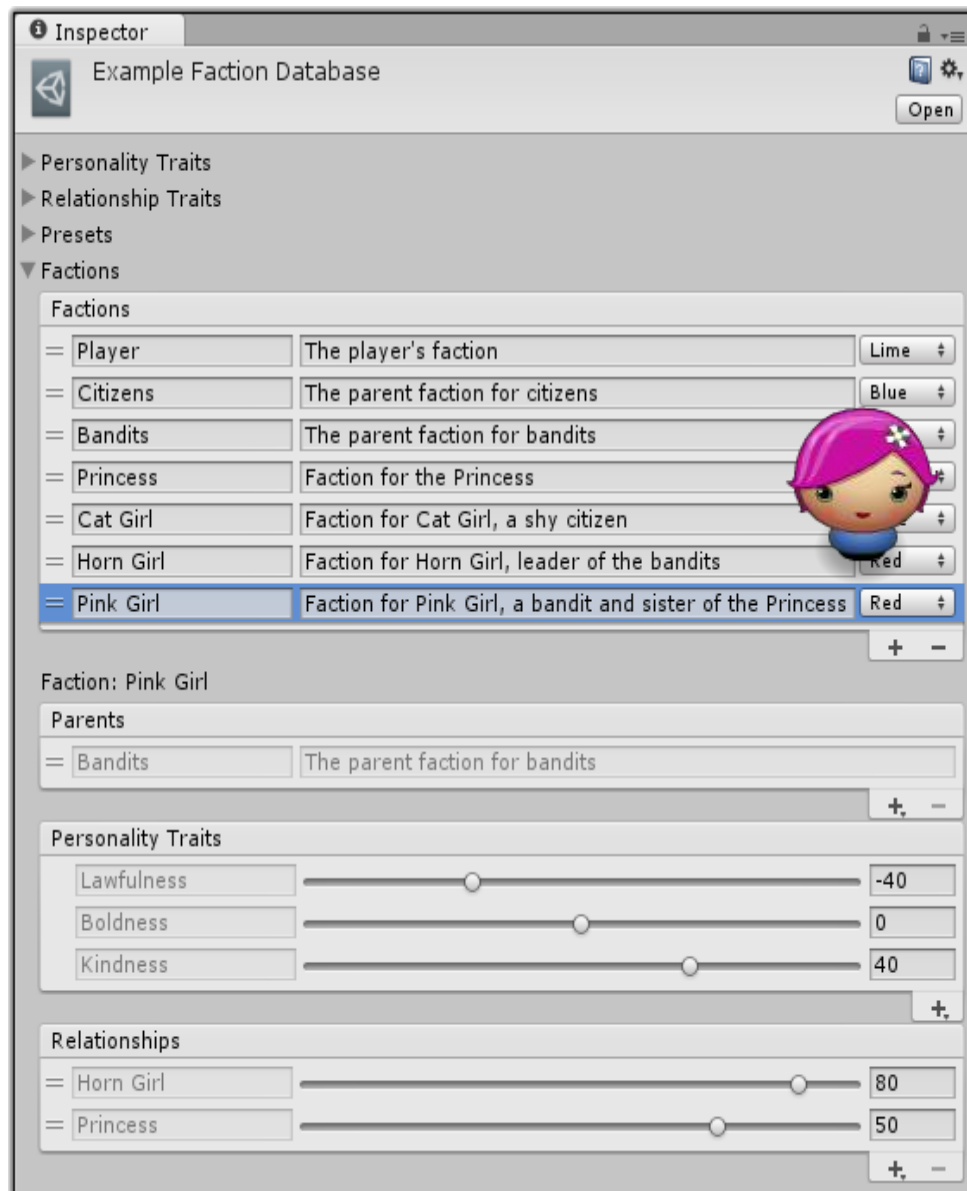 Inspector
Example Faction Database
Open
Personality Traits
Relationship Traits
Presets
Factions
Factions
Player The player's faction Lime
Citizens The parent faction for citizens Blue
Bandits The parent faction for bandits
Princess Faction for the Princess
Cat Girl Faction for Cat Girl, a shy citizen
Horn Girl Faction for Horn Girl, leader of the bandits Red
Pink Girl Faction for Pink Girl, a bandit and sister of the Princess Red
+ −
Faction: Pink Girl
Parents
Bandits The parent faction for bandits
+ −
Personality Traits
Lawfulness -40
Boldness 0
Kindness 40
+
Relationships
Horn Girl 80
Princess 50
+ −